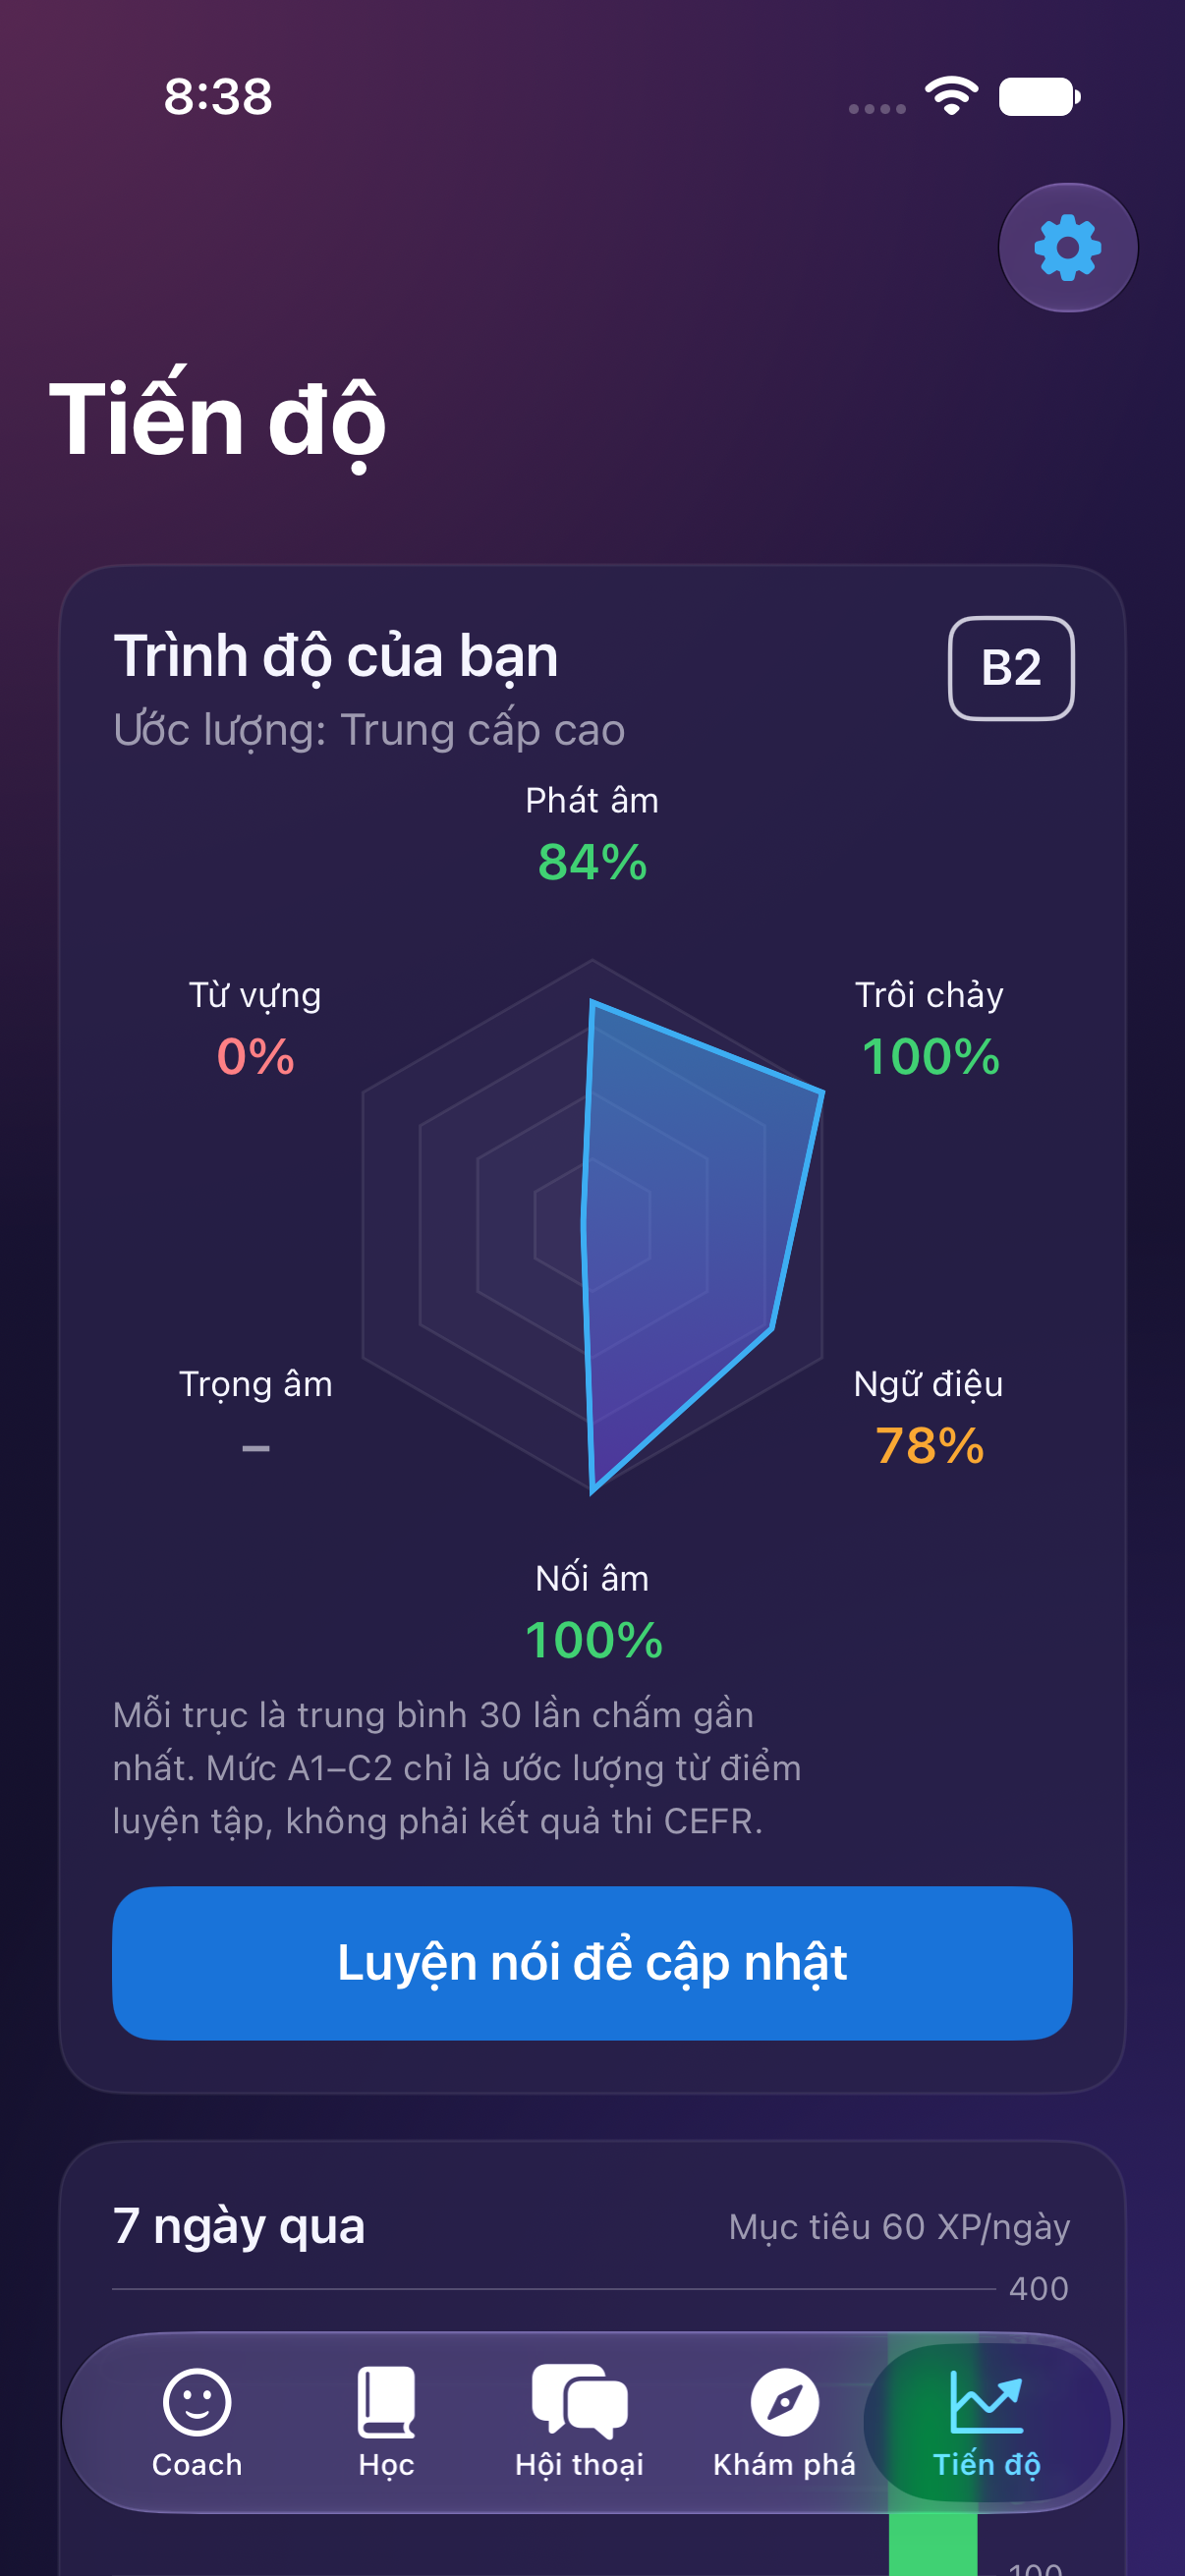 8:38
Tiến độ
Trình độ của bạn
B2
Ước lượng: Trung cấp cao
Phát âm
84%
Từ vựng
0%
Trôi chảy
100%
Trọng âm
–
Ngữ điệu
78%
Nối âm
100%
Mỗi trục là trung bình 30 lần chấm gần
nhất. Mức A1–C2 chỉ là ước lượng từ điểm
luyện tập, không phải kết quả thi CEFR.
Luyện nói để cập nhật
7 ngày qua
Mục tiêu 60 XP/ngày
400
Coach
Học
Hội thoại
Khám phá
Tiến độ
100